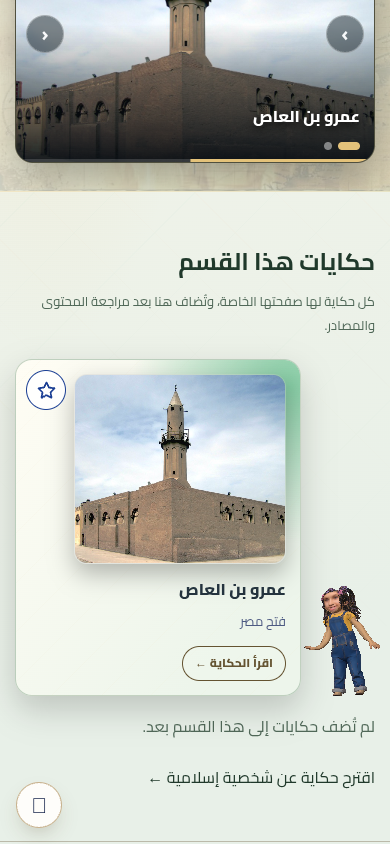 عمرو بن العاص
حكايات هذا القسم
كل حكاية لها صفحتها الخاصة، وتُضاف هنا بعد مراجعة المحتوى
والمصادر.
عمرو بن العاص
فتح مصر
اقرأ الحكاية ←
لم تُضف حكايات إلى هذا القسم بعد.
اقترح حكاية عن شخصية إسلامية ←